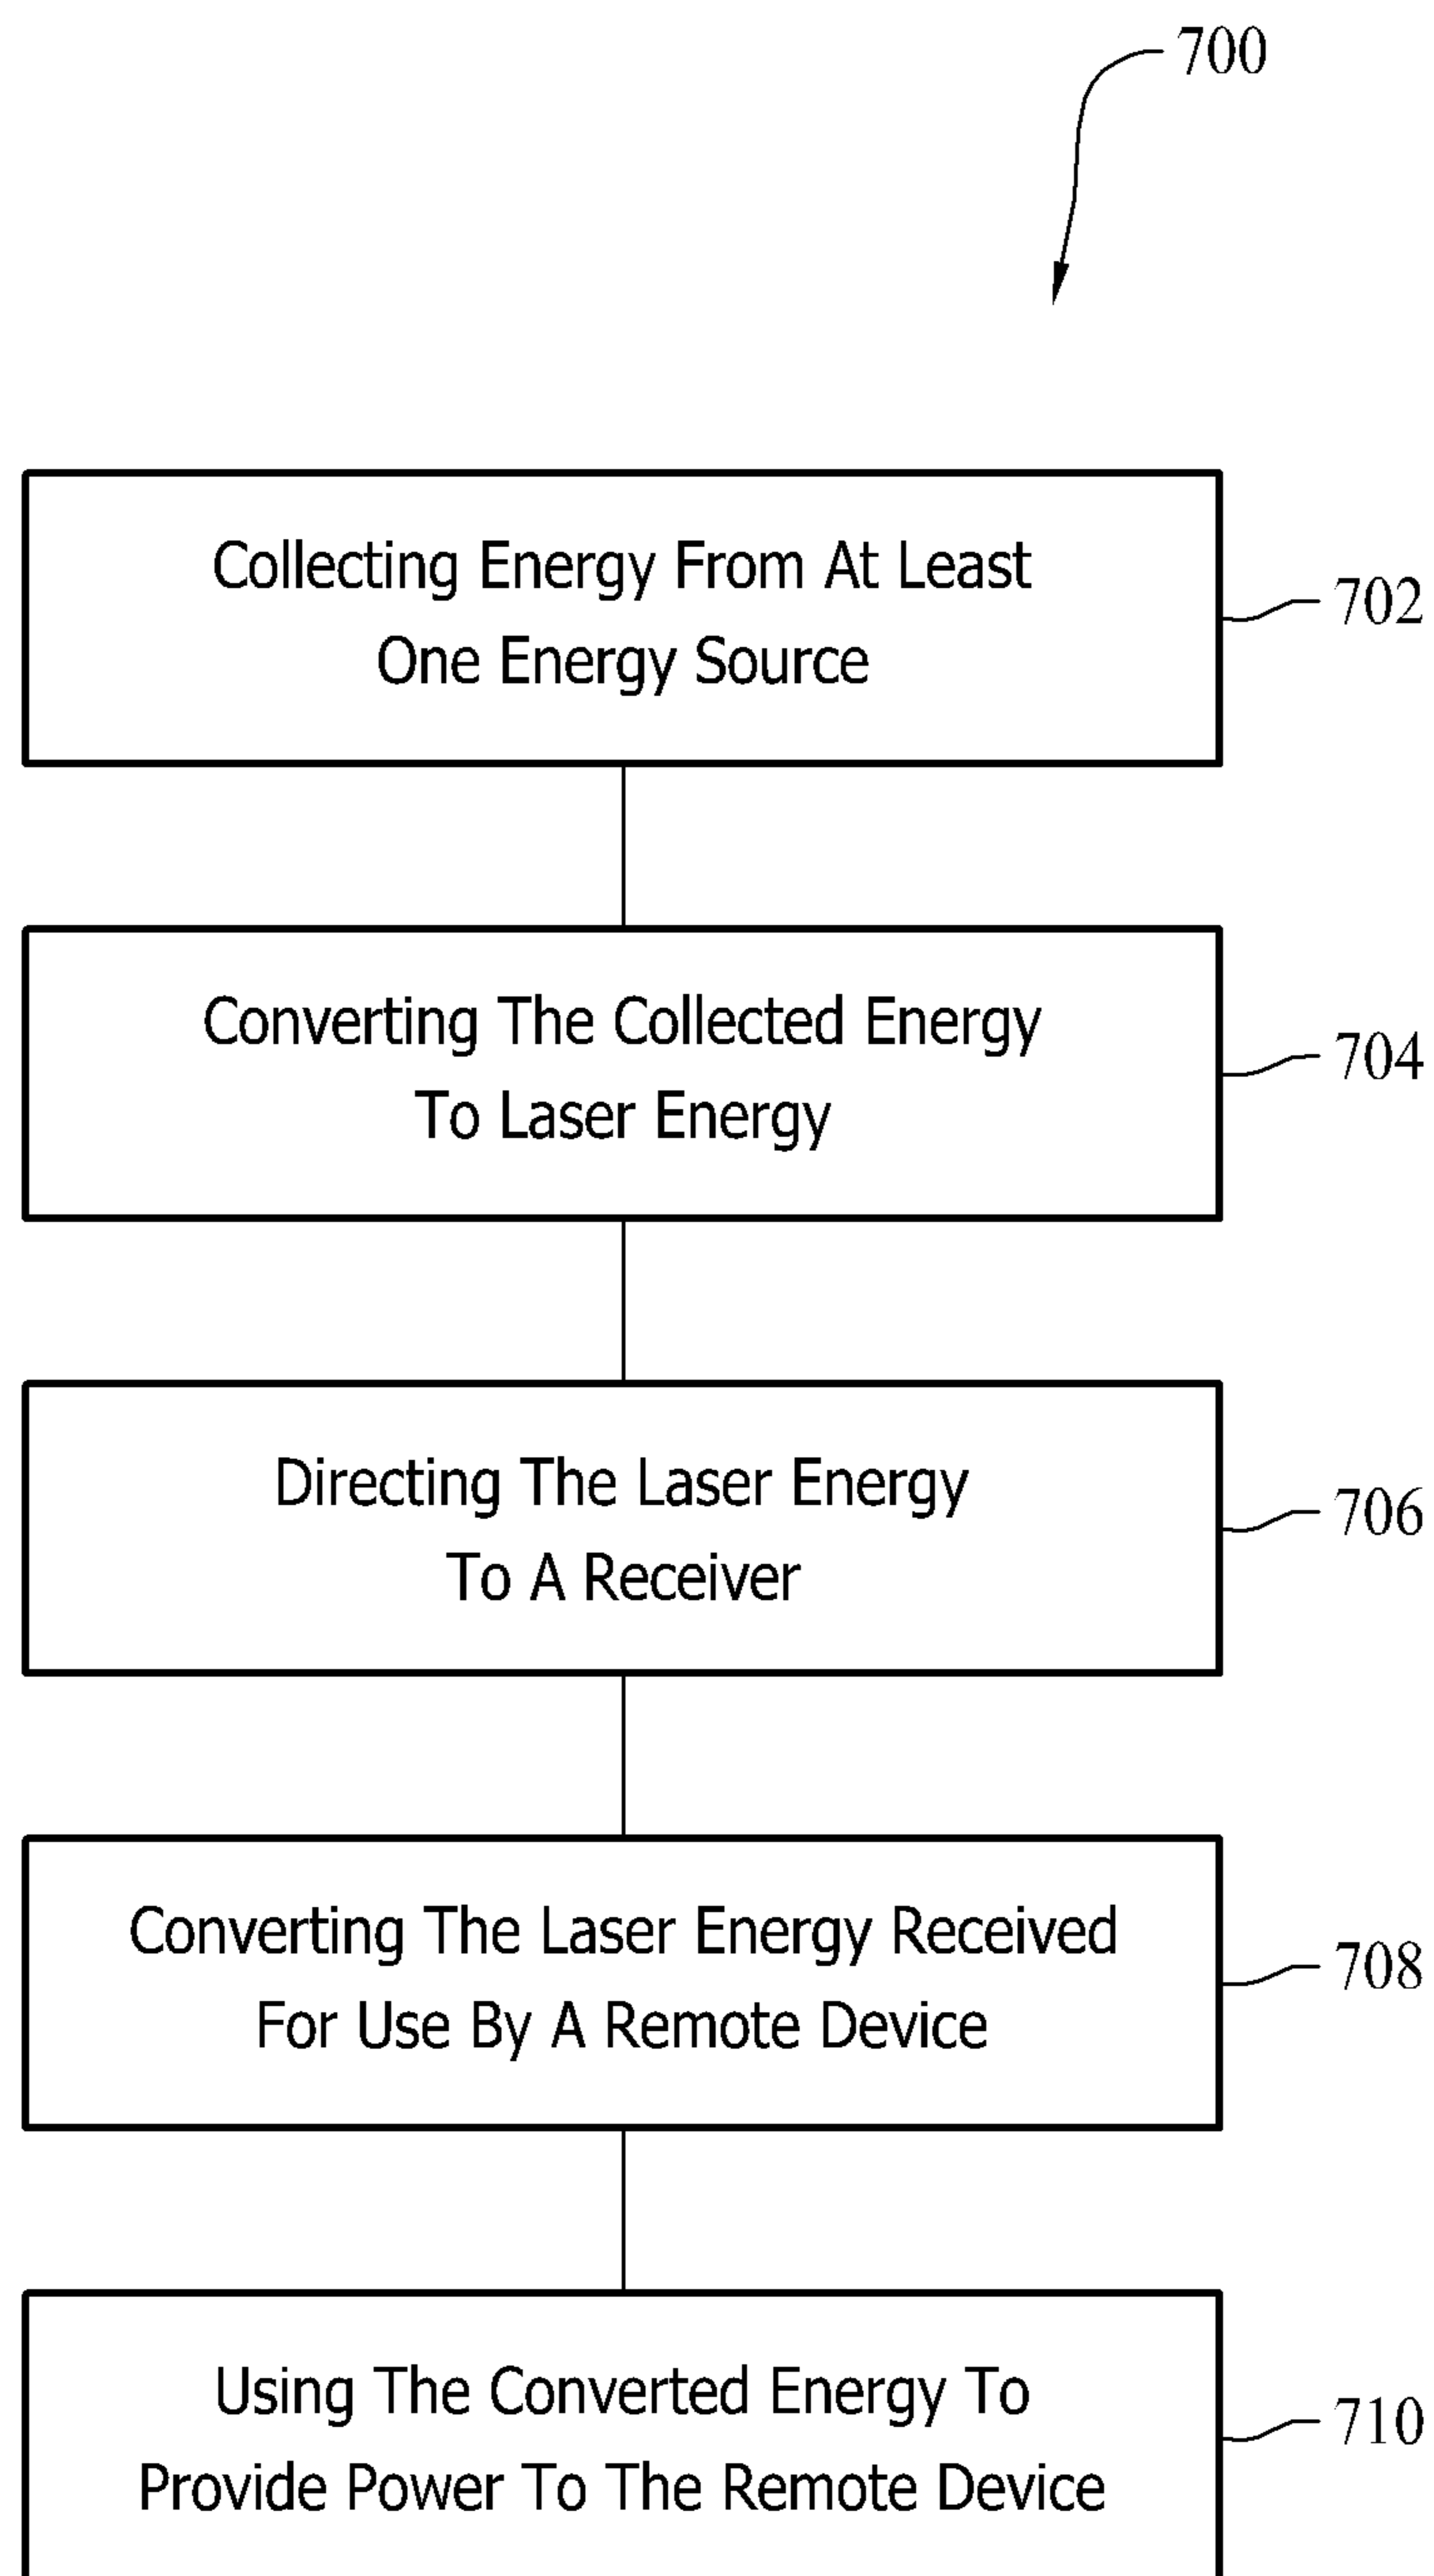 700
Collecting Energy From At Least
One Energy Source
702
Converting The Collected Energy
To Laser Energy
704
Directing The Laser Energy
To A Receiver
706
Converting The Laser Energy Received
For Use By A Remote Device
708
Using The Converted Energy To
Provide Power To The Remote Device
710